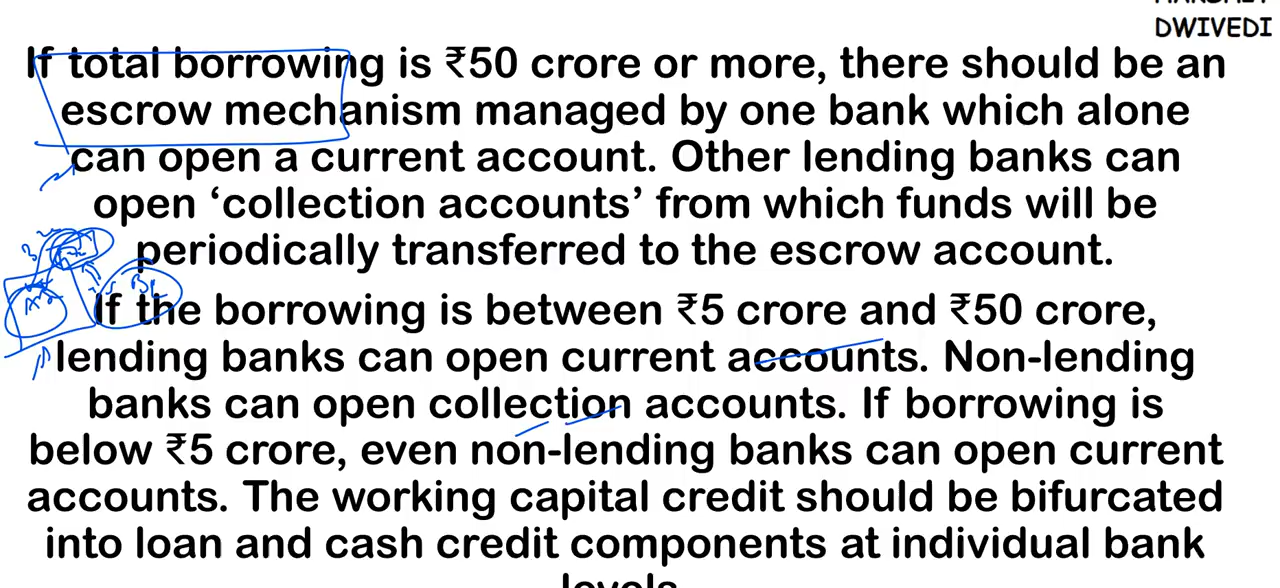 DWIVEDI
If total borrowing is ₹50 crore or more, there should be an
escrow mechanism managed by one bank which alone
can open a current account. Other lending banks can
open ‘collection accounts’ from which funds will be
periodically transferred to the escrow account.
If the borrowing is between ₹5 crore and ₹50 crore,
lending banks can open current accounts. Non-lending
banks can open collection accounts. If borrowing is
below ₹5 crore, even non-lending banks can open current
accounts. The working capital credit should be bifurcated
into loan and cash credit components at individual bank
levels